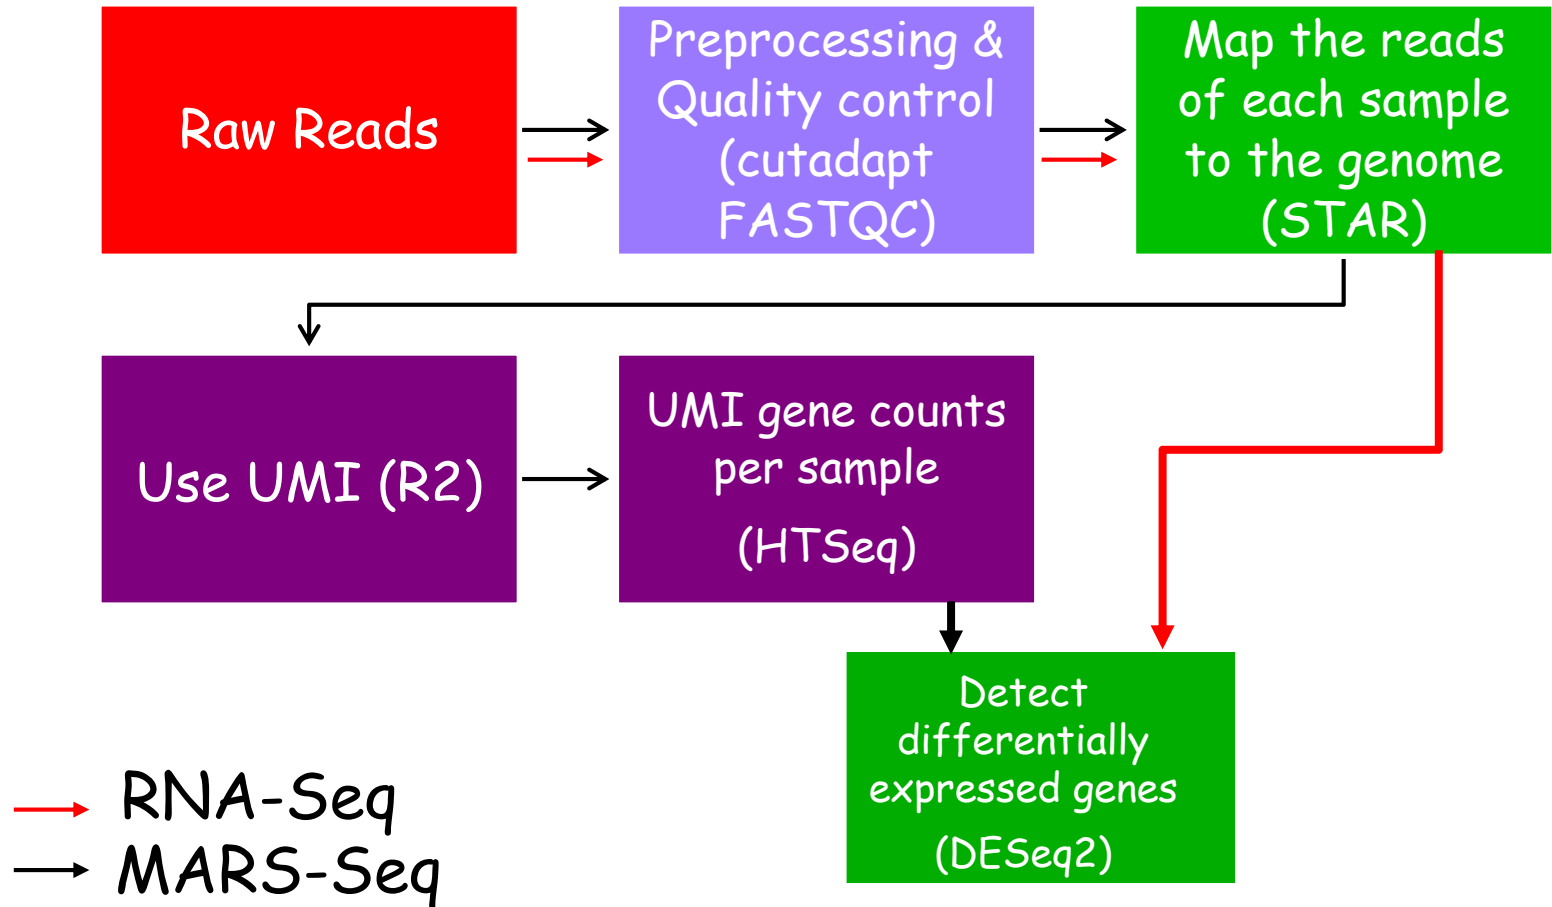 Raw Reads
Preprocessing &
Quality control
(cutadapt
FASTQC)
Map the reads
of each sample
to the genome
(STAR)
Use UMI (R2)
UMI gene counts
per sample
(HTSeq)
Detect
differentially
expressed genes
(DESeq2)
RNA-Seq
MARS-Seq